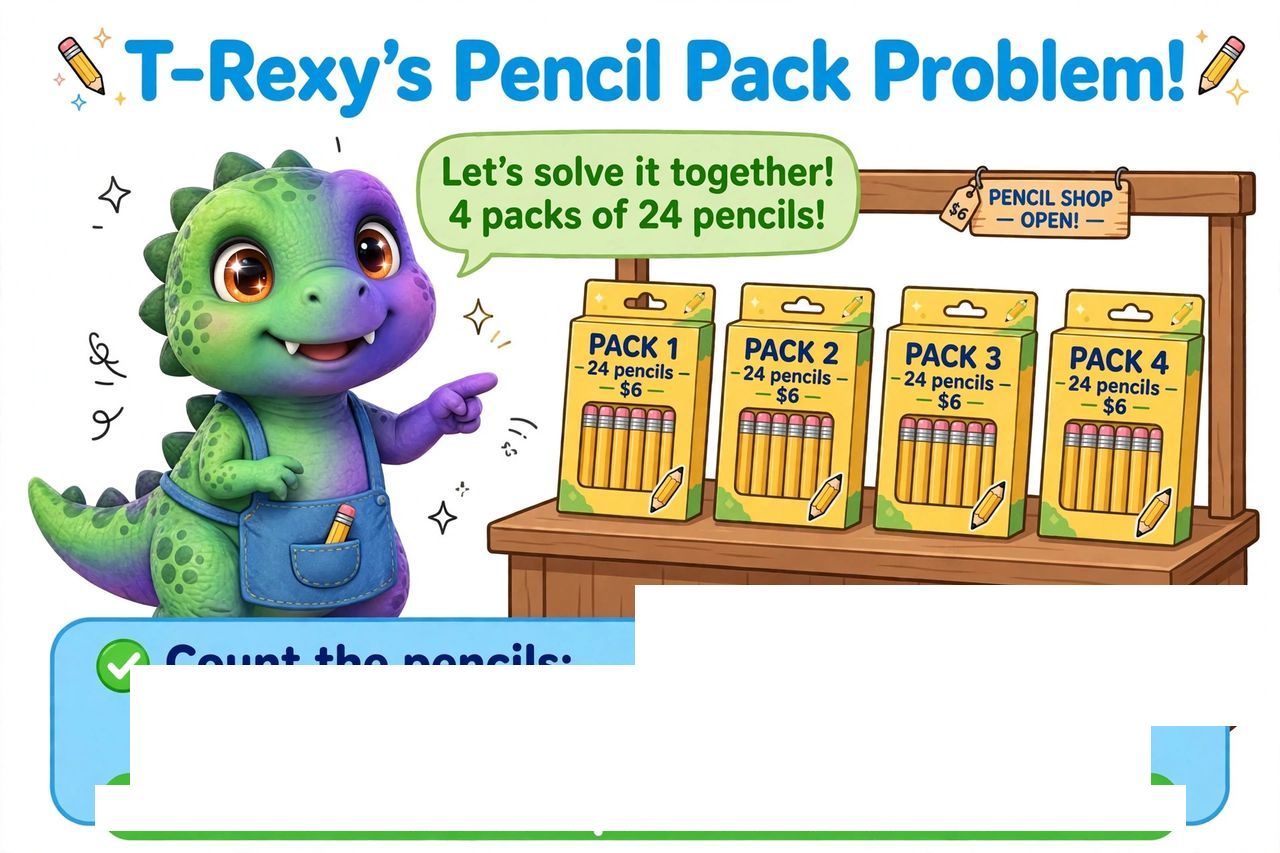 T-Rexy's Pencil Pack Problem!
Let's solve it together!
4 packs of 24 pencils!
$6
PENCIL SHOP
— OPEN! —
PACK 1
24 pencils
$6
PACK 2
24 pencils
$6
PACK 3
24 pencils
$6
PACK 4
24 pencils
$6
Count the pencils: